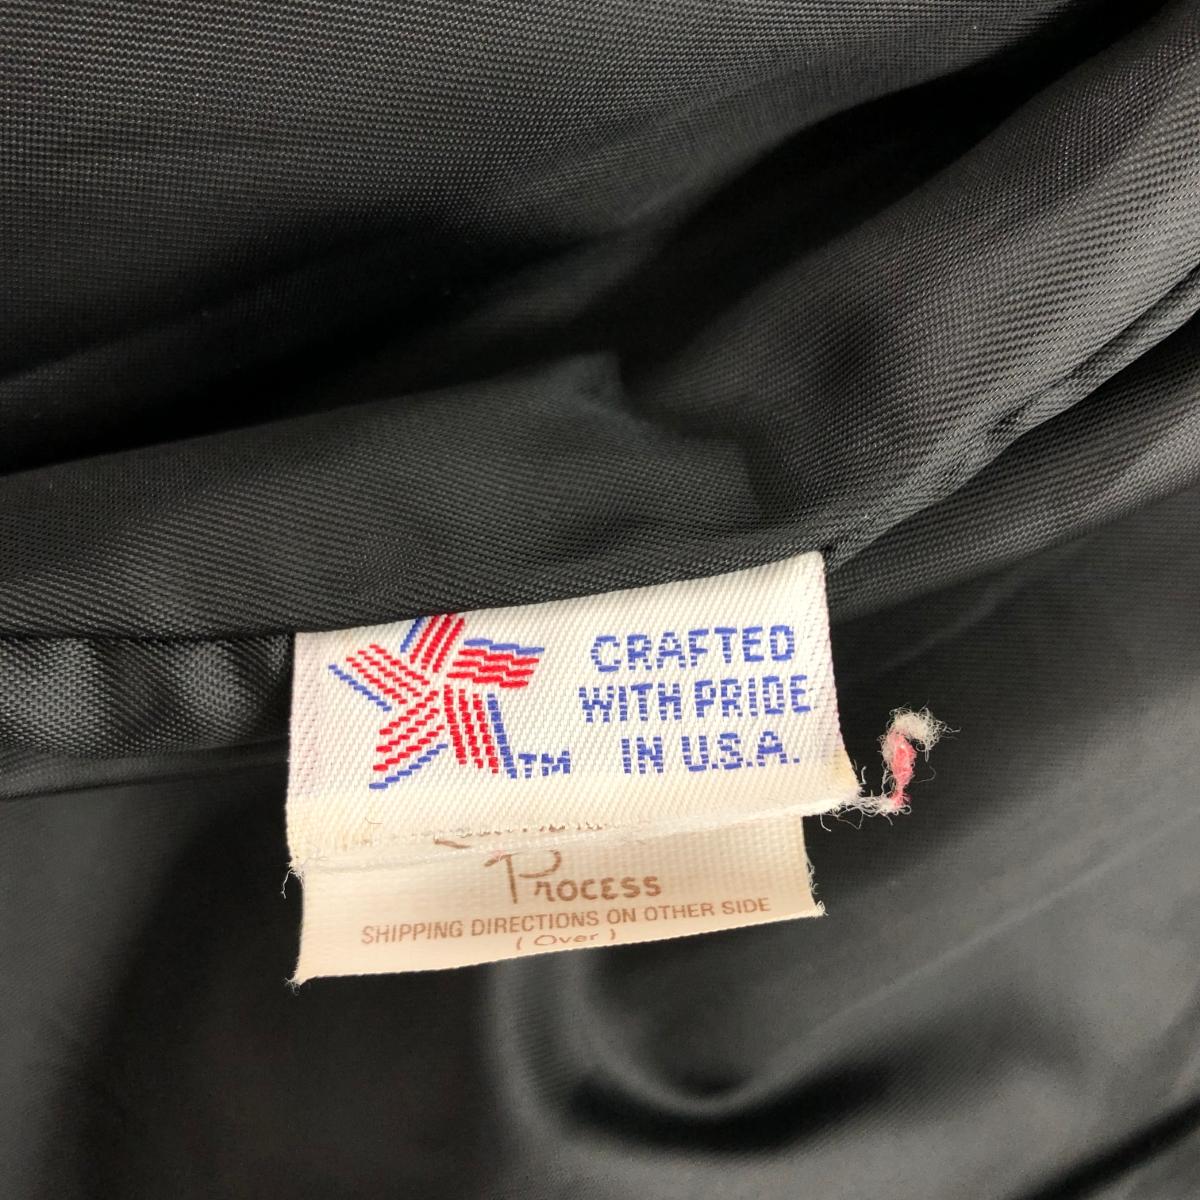 CRAFTED
WITH PRIDE
IN U.S.A.
TM
Process
SHIPPING DIRECTIONS ON OTHER SIDE
( Over )